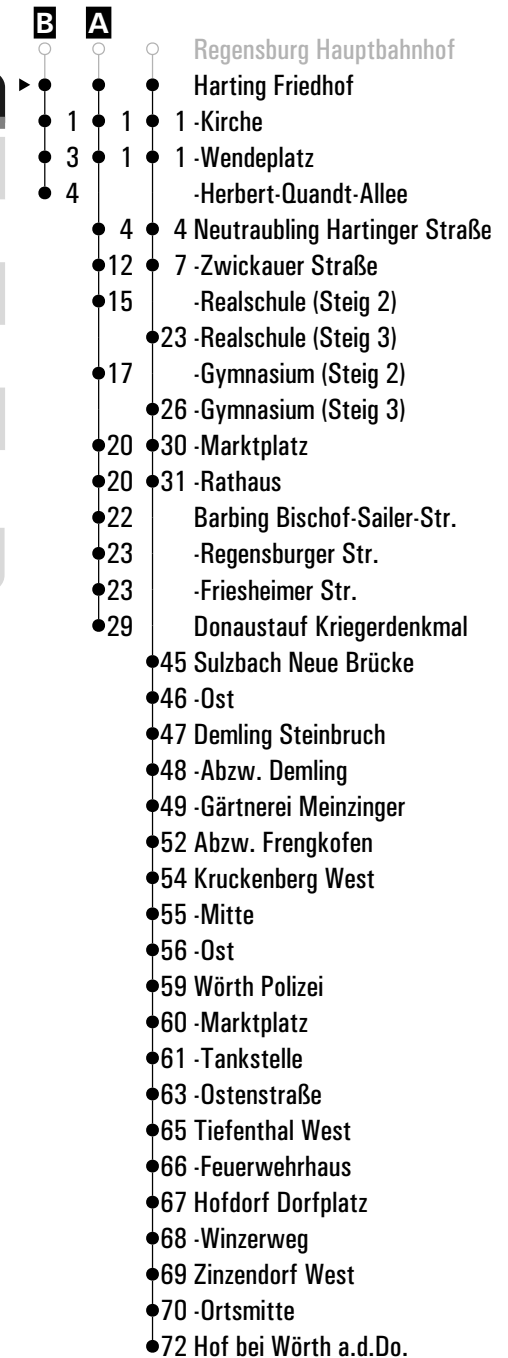 B A
Regensburg Hauptbahnhof
Harting Friedhof
1 1 1 -Kirche
3 1 1 -Wendeplatz
4 -Herbert-Quandt-Allee
4 4 Neutraubling Hartinger Straße
12 7 -Zwickauer Straße
15 -Realschule (Steig 2)
23 -Realschule (Steig 3)
17 -Gymnasium (Steig 2)
26 -Gymnasium (Steig 3)
20 30 -Marktplatz
20 31 -Rathaus
22 Barbing Bischof-Sailer-Str.
23 -Regensburger Str.
23 -Friesheimer Str.
29 Donaustauf Kriegerdenkmal
45 Sulzbach Neue Brücke
46 -Ost
47 Demling Steinbruch
48 -Abzw. Demling
49 -Gärtnerei Meinzinger
52 Abzw. Frengkofen
54 Kruckenberg West
55 -Mitte
56 -Ost
59 Wörth Polizei
60 -Marktplatz
61 -Tankstelle
63 -Ostenstraße
65 Tiefenthal West
66 -Feuerwehrhaus
67 Hofdorf Dorfplatz
68 -Winzerweg
69 Zinzendorf West
70 -Ortsmitte
72 Hof bei Wörth a.d.Do.